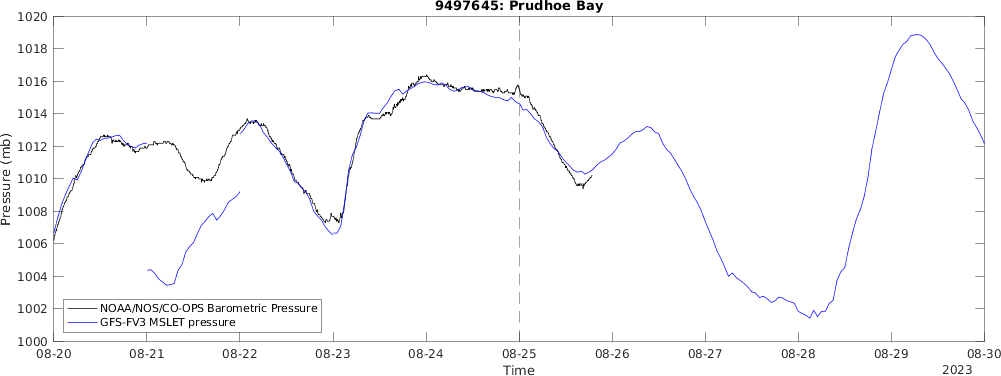 9497645: Prudhoe Bay
1020
1018
1016
1014
1012
1010
1008
1006
1004
1002
1000
Pressure (mb)
NOAA/NOS/CO-OPS Barometric Pressure
GFS-FV3 MSLET pressure
08-20 08-21 08-22 08-23 08-24 08-25 08-26 08-27 08-28 08-29 08-30
Time
2023